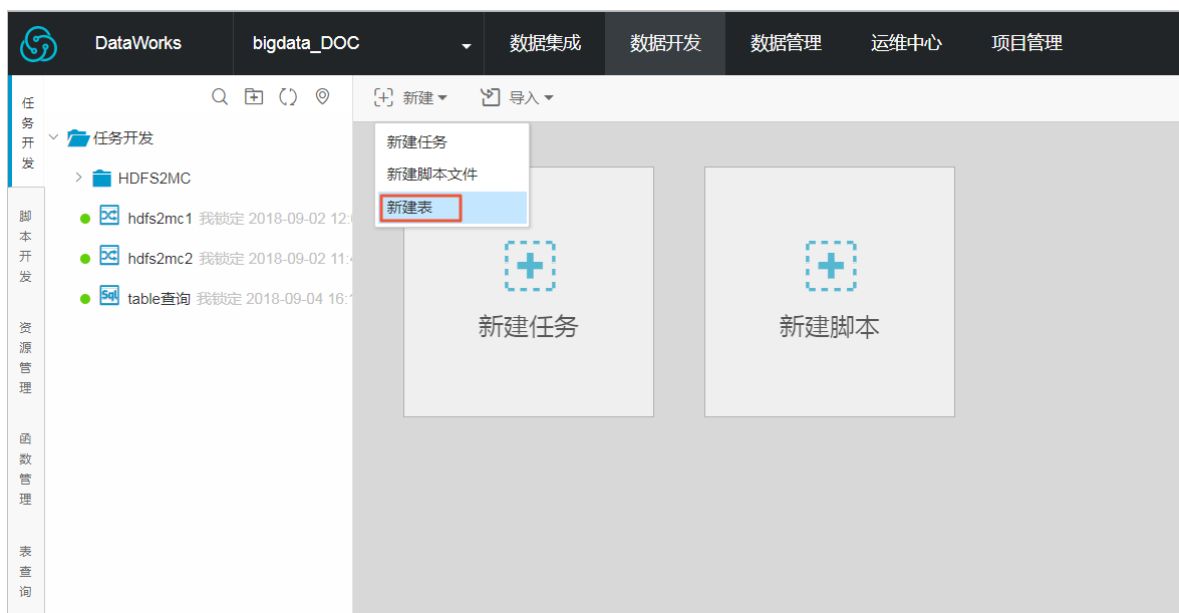 DataWorks
bigdata_DOC
数据集成
数据开发
数据管理
运维中心
项目管理
任务开发
脚本开发
资源管理
函数管理
表查询
任务开发
HDFS2MC
hdfs2mc1 我锁定 2018-09-02 12:
hdfs2mc2 我锁定 2018-09-02 11:
table查询 我锁定 2018-09-04 16:
新建
导入
新建任务
新建脚本文件
新建表
新建任务
新建脚本